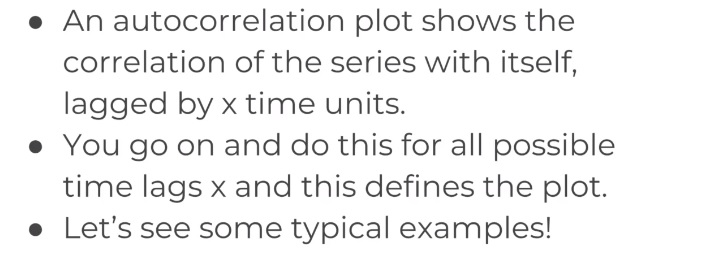 ● An autocorrelation plot shows the
correlation of the series with itself,
lagged by x time units.
● You go on and do this for all possible
time lags x and this defines the plot.
● Let's see some typical examples!